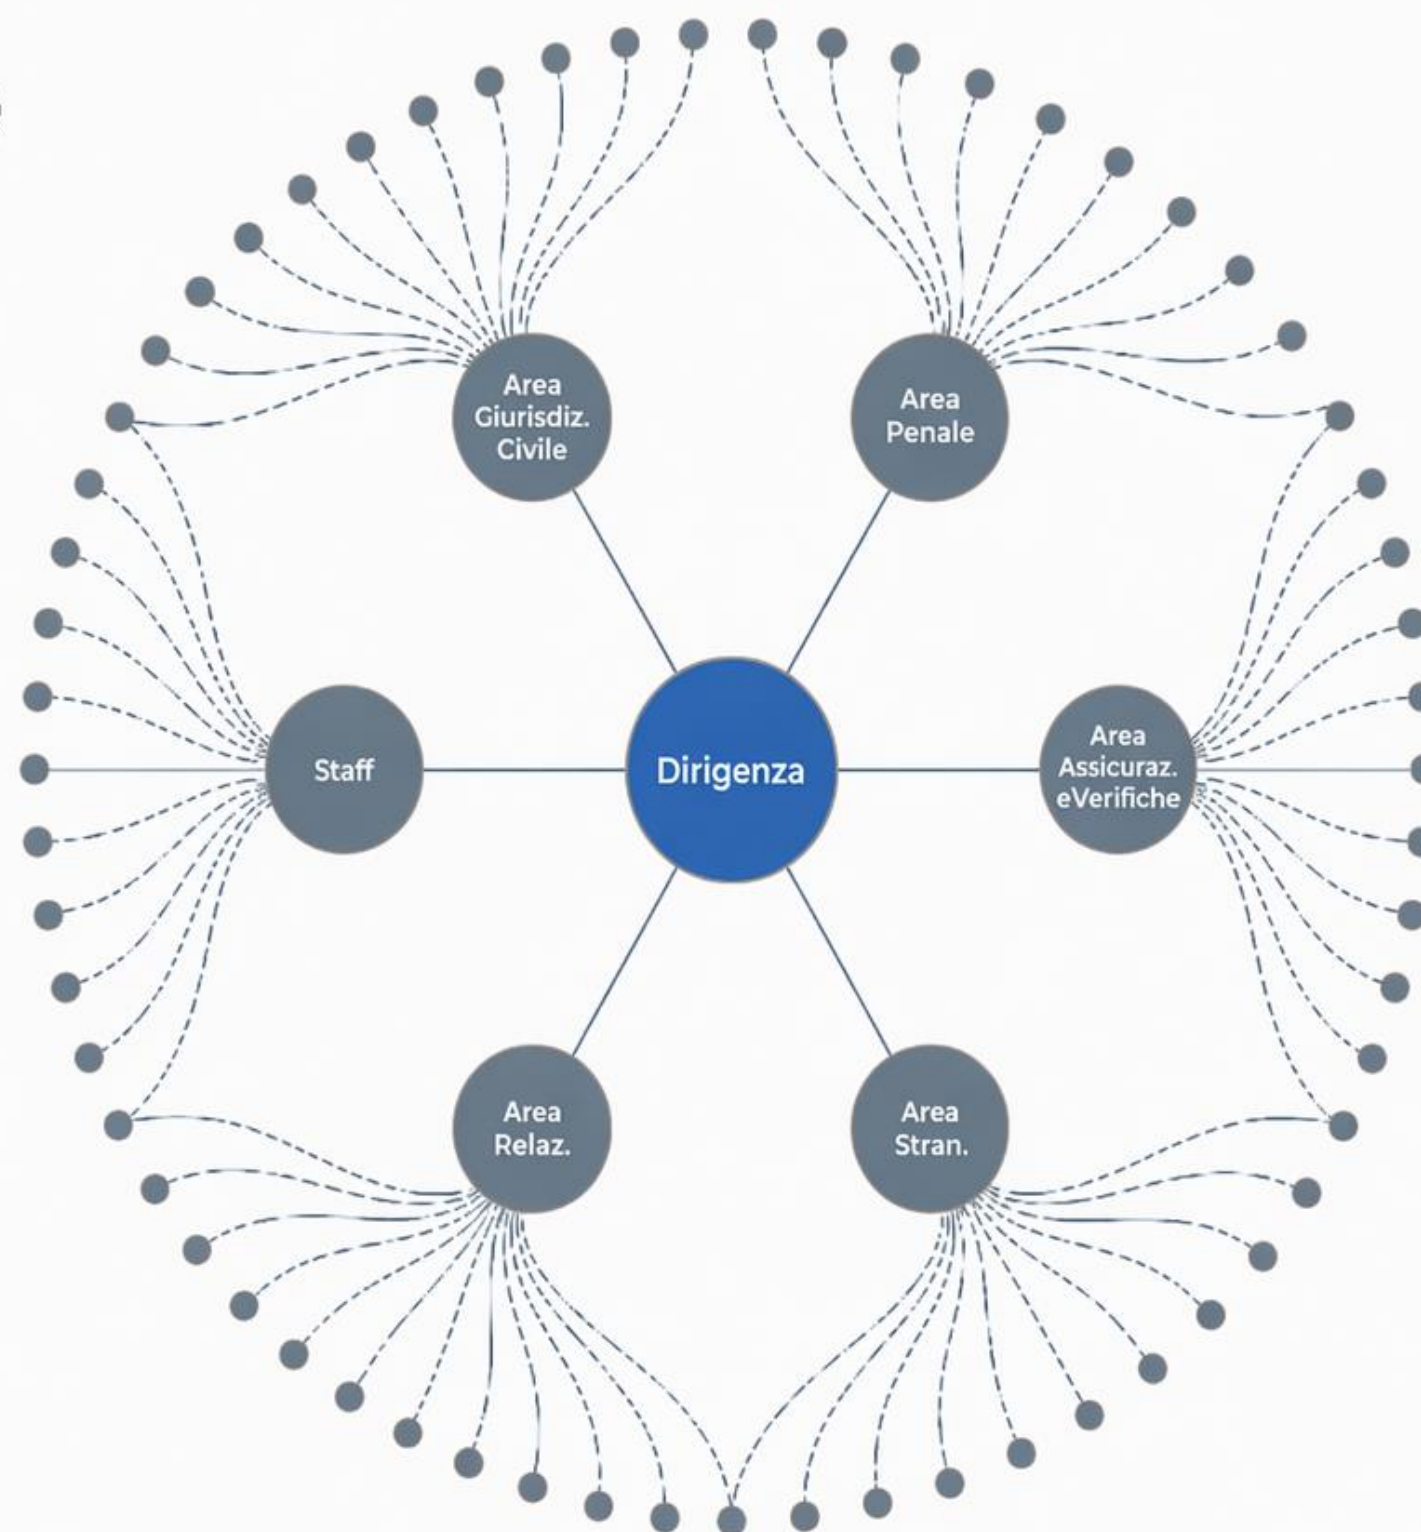 Area
Giurisdiz.
Civile
Area
Penale
Staff
Dirigenza
Area
Assicuraz.
eVerifiche
Area
Relaz.
Area
Stran.